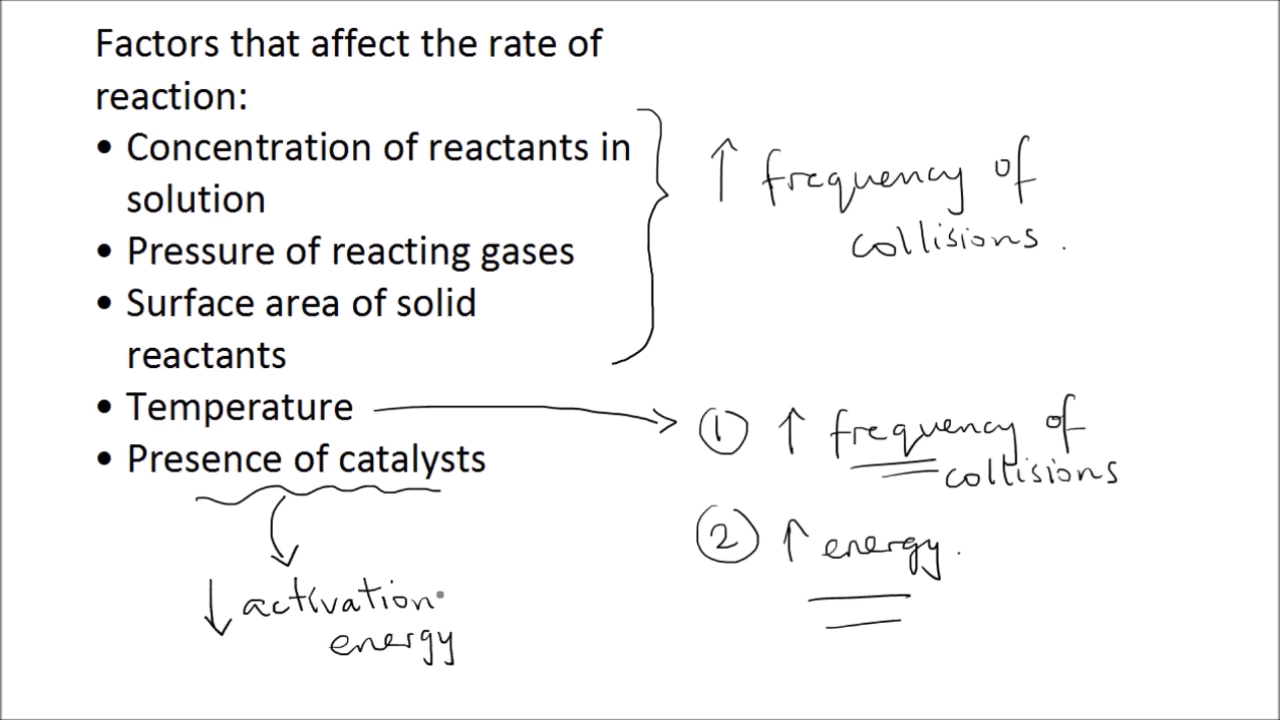 Factors that affect the rate of
reaction:
• Concentration of reactants in
solution
• Pressure of reacting gases
• Surface area of solid
reactants
• Temperature
• Presence of catalysts
↑ frequency of
collisions.
① ↑ frequency of
collisions
② ↑ energy.
↓ activation
energy